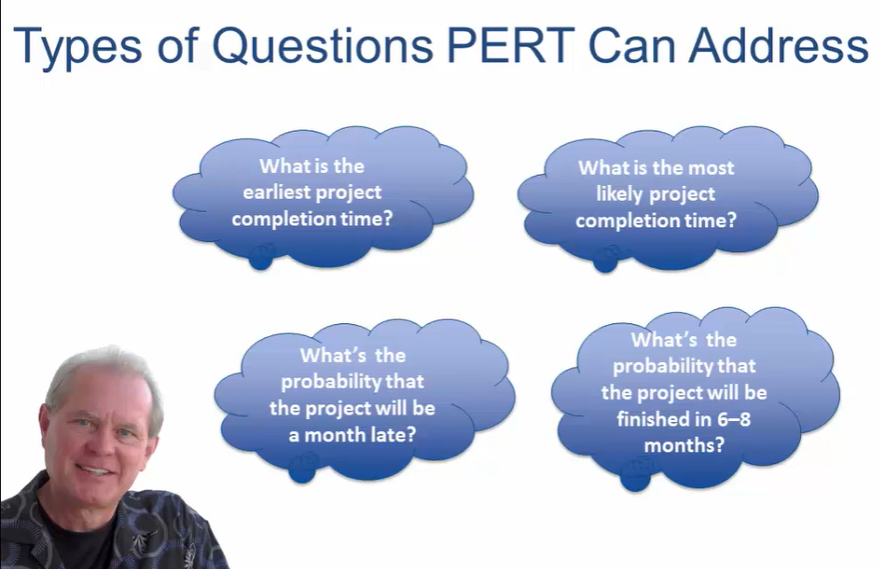 Types of Questions PERT Can Address
What is the
earliest project
completion time?
What is the most
likely project
completion time?
What's the
probability that
the project will be
a month late?
What's the
probability that
the project will be
finished in 6–8
months?